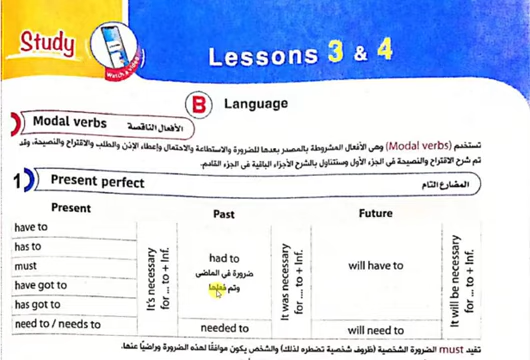 Study
Watch a video
Lessons 3 & 4
B Language
Modal verbs الأفعال الناقصة
تستخدم (Modal verbs) وهي الأفعال المشروطة بالمصدر بعدها للضرورة والاستطاعة والاحتمال وإعطاء الإذن والطلب والاقتراح والنصيحة، وقد
تم شرح الاقتراح والنصيحة في الجزء الأول وسنتناول بالشرح الأجزاء الباقية في الجزء القادم.
1 Present perfect المضارع التام
Present Past Future
have to
has to
must
have got to
has got to
need to / needs to
It's necessary for ... to + Inf.
had to
ضرورة في الماضى
وتم فعلها
needed to
It was necessary for ... to + Inf.
will have to
will need to
It will be necessary for ... to + Inf.
تفيد must الضرورة الشخصية (ظروف شخصية تضطره لذلك) والشخص يكون موافقًا لهذه الضرورة وراضيًا عنها.